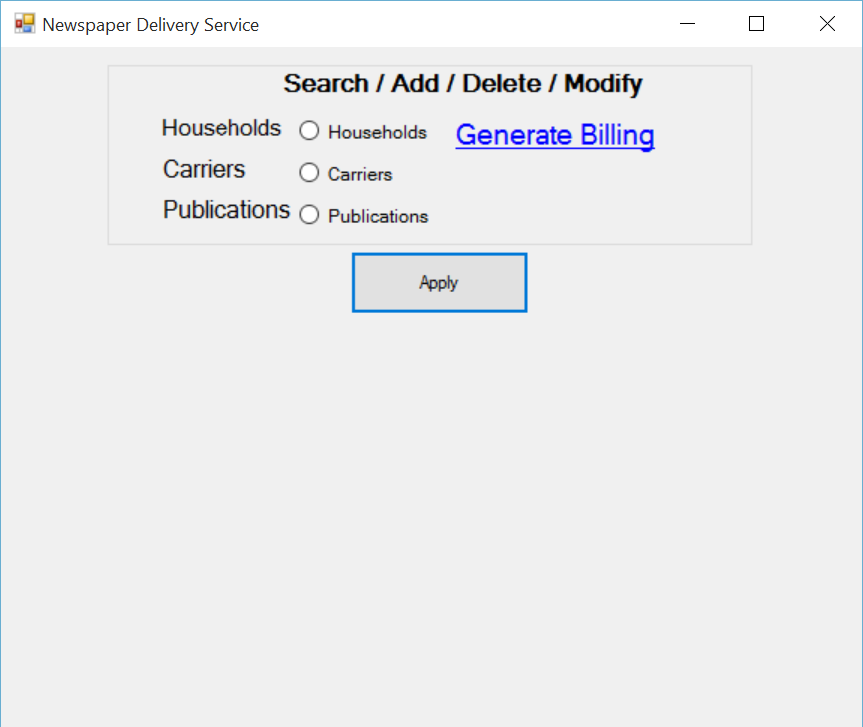 Newspaper Delivery Service
Search / Add / Delete / Modify
Households Households Generate Billing
Carriers Carriers
Publications Publications
Apply